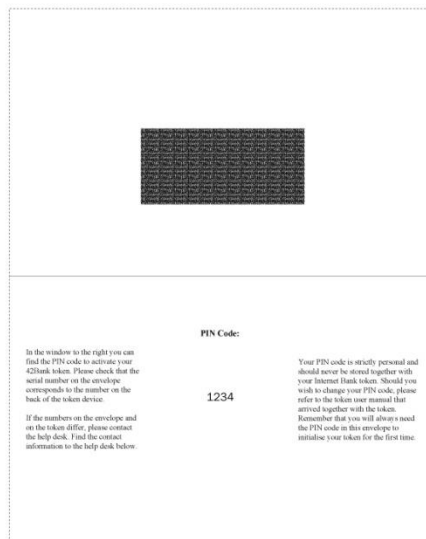 PIN Code:
In the window to the right you can
find the PIN code to activate your
42Bank token. Please check that the
serial number on the envelope
corresponds to the number on the
back of the token device.
If the numbers on the envelope and
on the token differ, please contact
the help desk. Find the contact
information to the help desk below.
1234
Your PIN code is strictly personal and
should never be stored together with
your Internet Bank token. Should you
wish to change your PIN code, please
refer to the token user manual that
arrived together with the token.
Remember that you will always need
the PIN code in this envelope to
initialise your token for the first time.